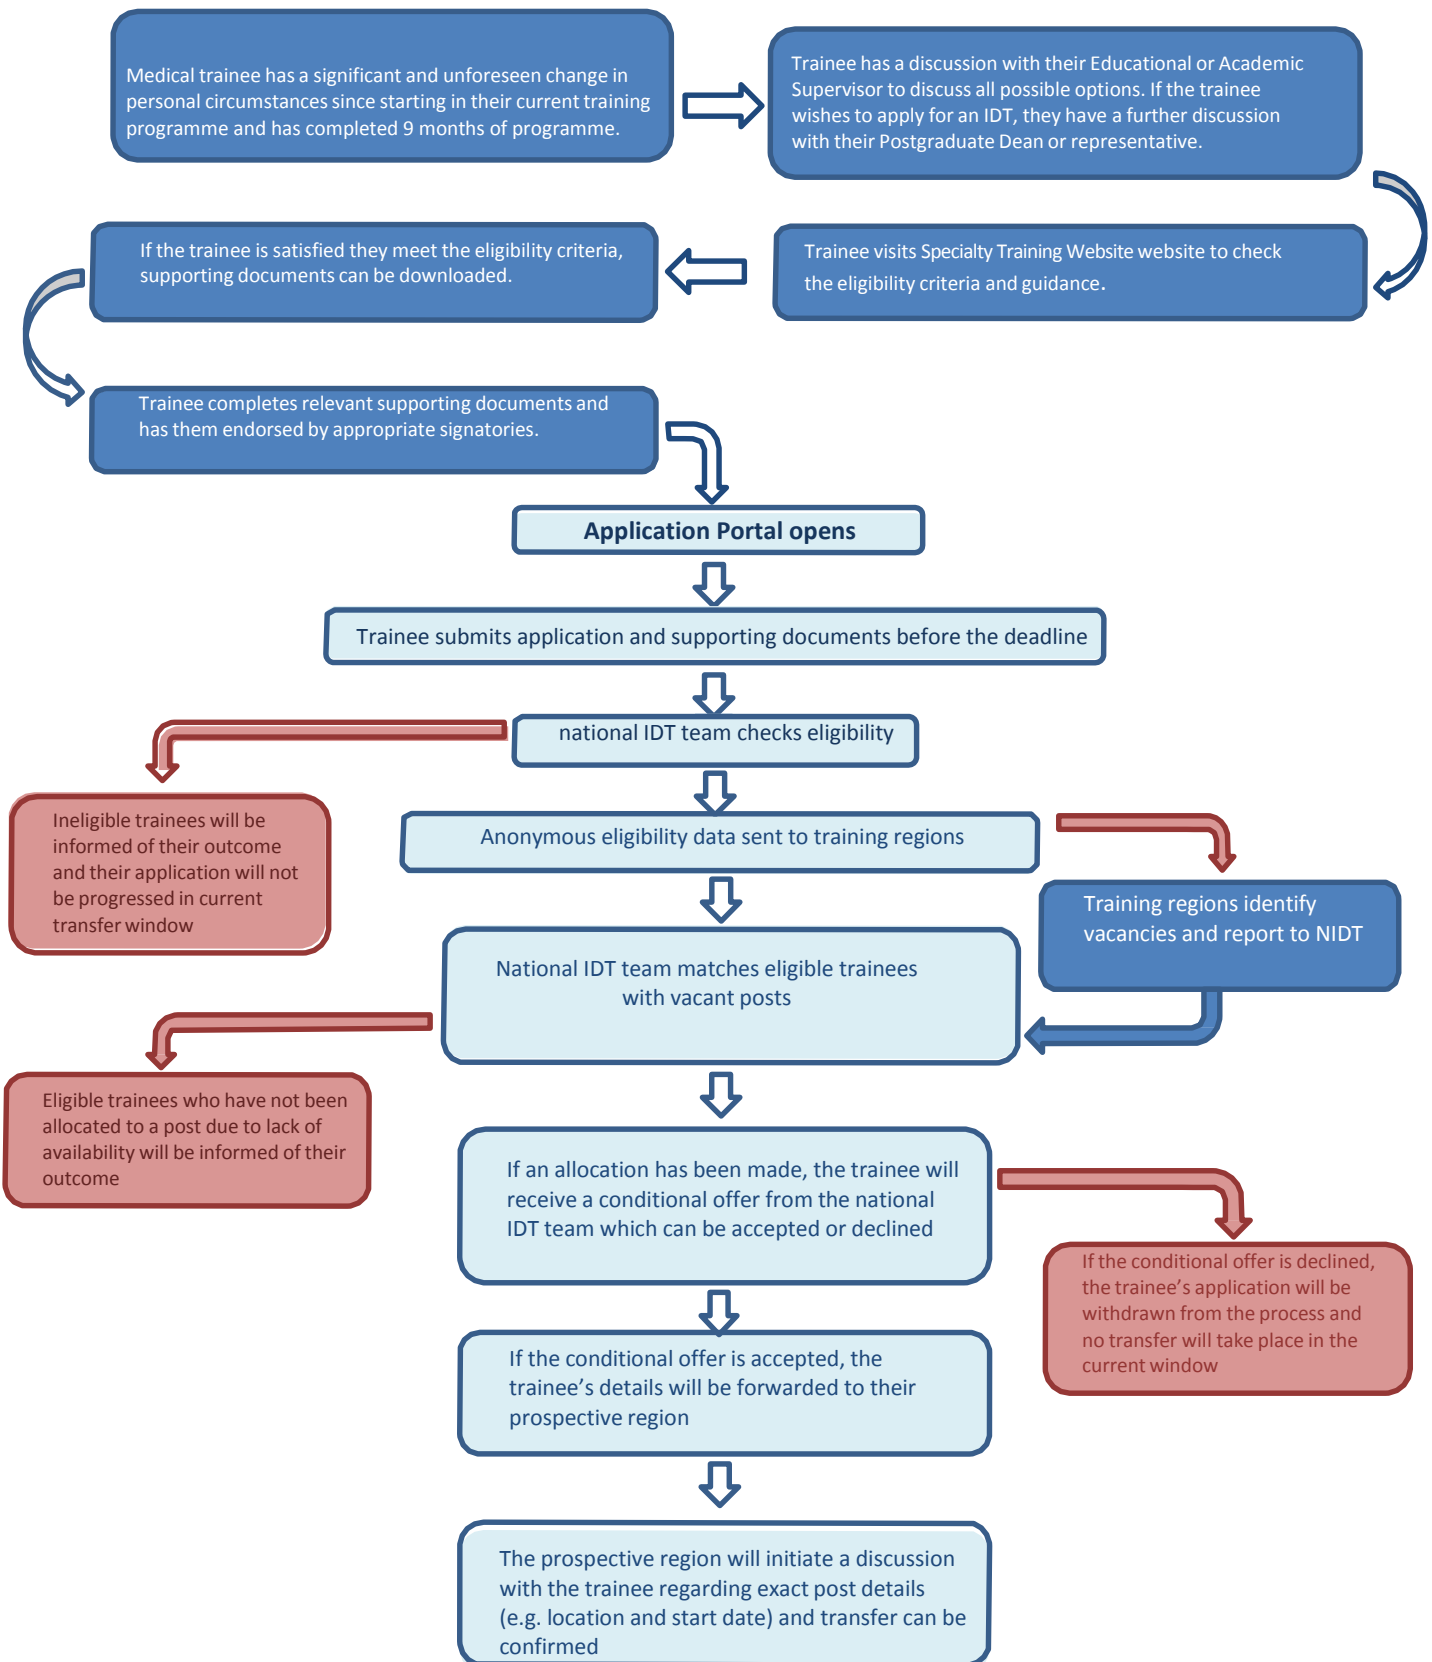 Medical trainee has a significant and unforeseen change in
personal circumstances since starting in their current training
programme and has completed 9 months of programme.
Trainee has a discussion with their Educational or Academic
Supervisor to discuss all possible options. If the trainee
wishes to apply for an IDT, they have a further discussion
with their Postgraduate Dean or representative.
Trainee visits Specialty Training Website website to check
the eligibility criteria and guidance.
If the trainee is satisfied they meet the eligibility criteria,
supporting documents can be downloaded.
Trainee completes relevant supporting documents and
has them endorsed by appropriate signatories.
Application Portal opens
Trainee submits application and supporting documents before the deadline
national IDT team checks eligibility
Ineligible trainees will be
informed of their outcome
and their application will not
be progressed in current
transfer window
Anonymous eligibility data sent to training regions
Training regions identify
vacancies and report to NIDT
National IDT team matches eligible trainees
with vacant posts
Eligible trainees who have not been
allocated to a post due to lack of
availability will be informed of their
outcome
If an allocation has been made, the trainee will
receive a conditional offer from the national
IDT team which can be accepted or declined
If the conditional offer is declined,
the trainee’s application will be
withdrawn from the process and
no transfer will take place in the
current window
If the conditional offer is accepted, the
trainee’s details will be forwarded to their
prospective region
The prospective region will initiate a discussion
with the trainee regarding exact post details
(e.g. location and start date) and transfer can be
confirmed